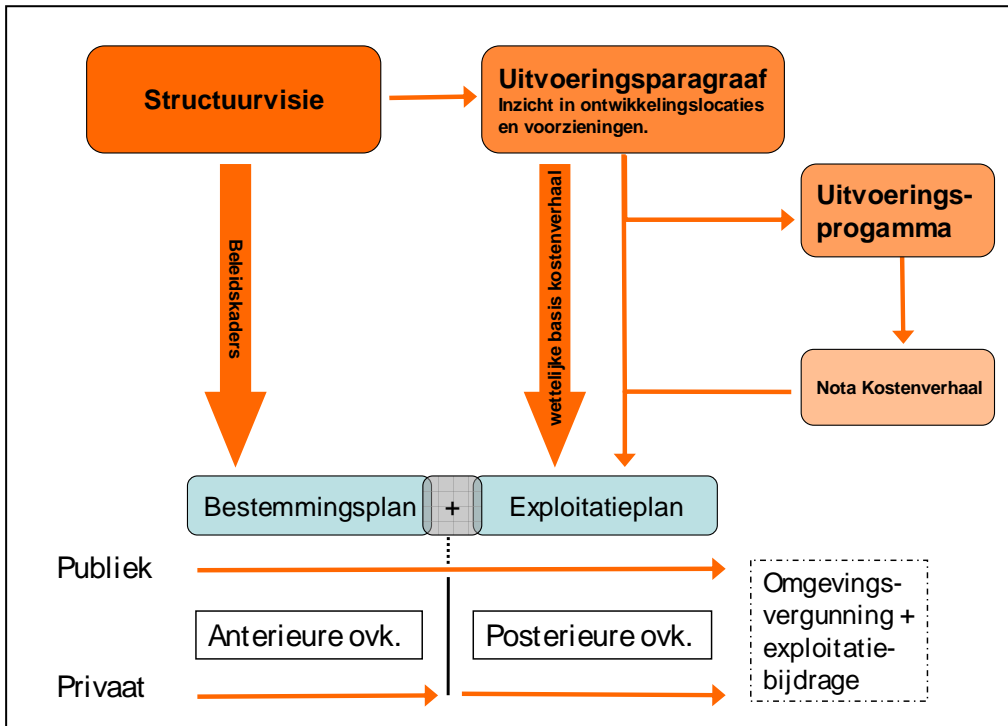 Structuurvisie
Uitvoeringsparagraaf
Inzicht in ontwikkelingslocaties
en voorzieningen.
Uitvoerings-
progamma
Beleidskaders
wettelijke basis kostenverhaal
Nota Kostenverhaal
Bestemmingsplan
+
Exploitatieplan
Publiek
Omgevings-
vergunning +
exploitatie-
bijdrage
Anterieure ovk.
Posterieure ovk.
Privaat